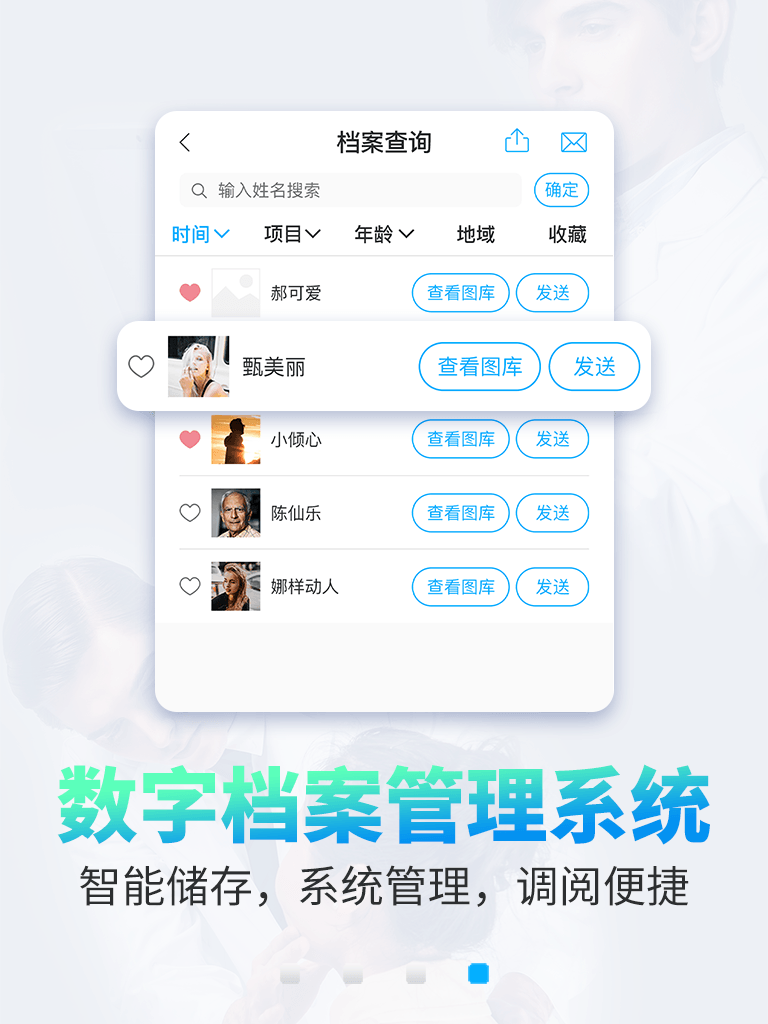 档案查询
输入姓名搜索 确定
时间 项目 年龄 地域 收藏
郝可爱 查看图库 发送
甄美丽 查看图库 发送
小倾心 查看图库 发送
陈仙乐 查看图库 发送
娜样动人 查看图库 发送
数字档案管理系统
智能储存，系统管理，调阅便捷